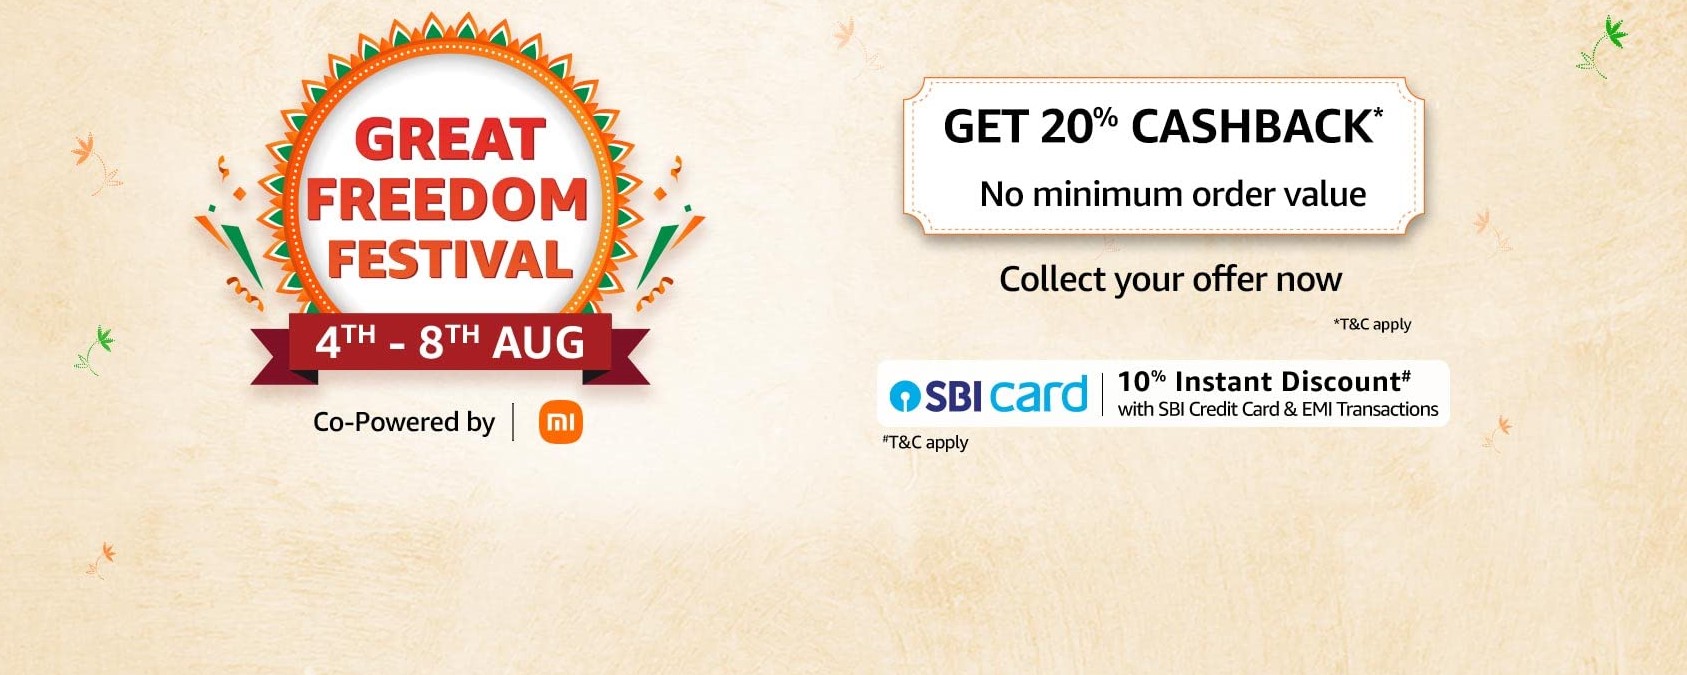 GREAT
FREEDOM
FESTIVAL
4TH - 8TH AUG
Co-Powered by
mi
GET 20% CASHBACK*
No minimum order value
Collect your offer now
*T&C apply
SBI card
10% Instant Discount#
with SBI Credit Card & EMI Transactions
#T&C apply